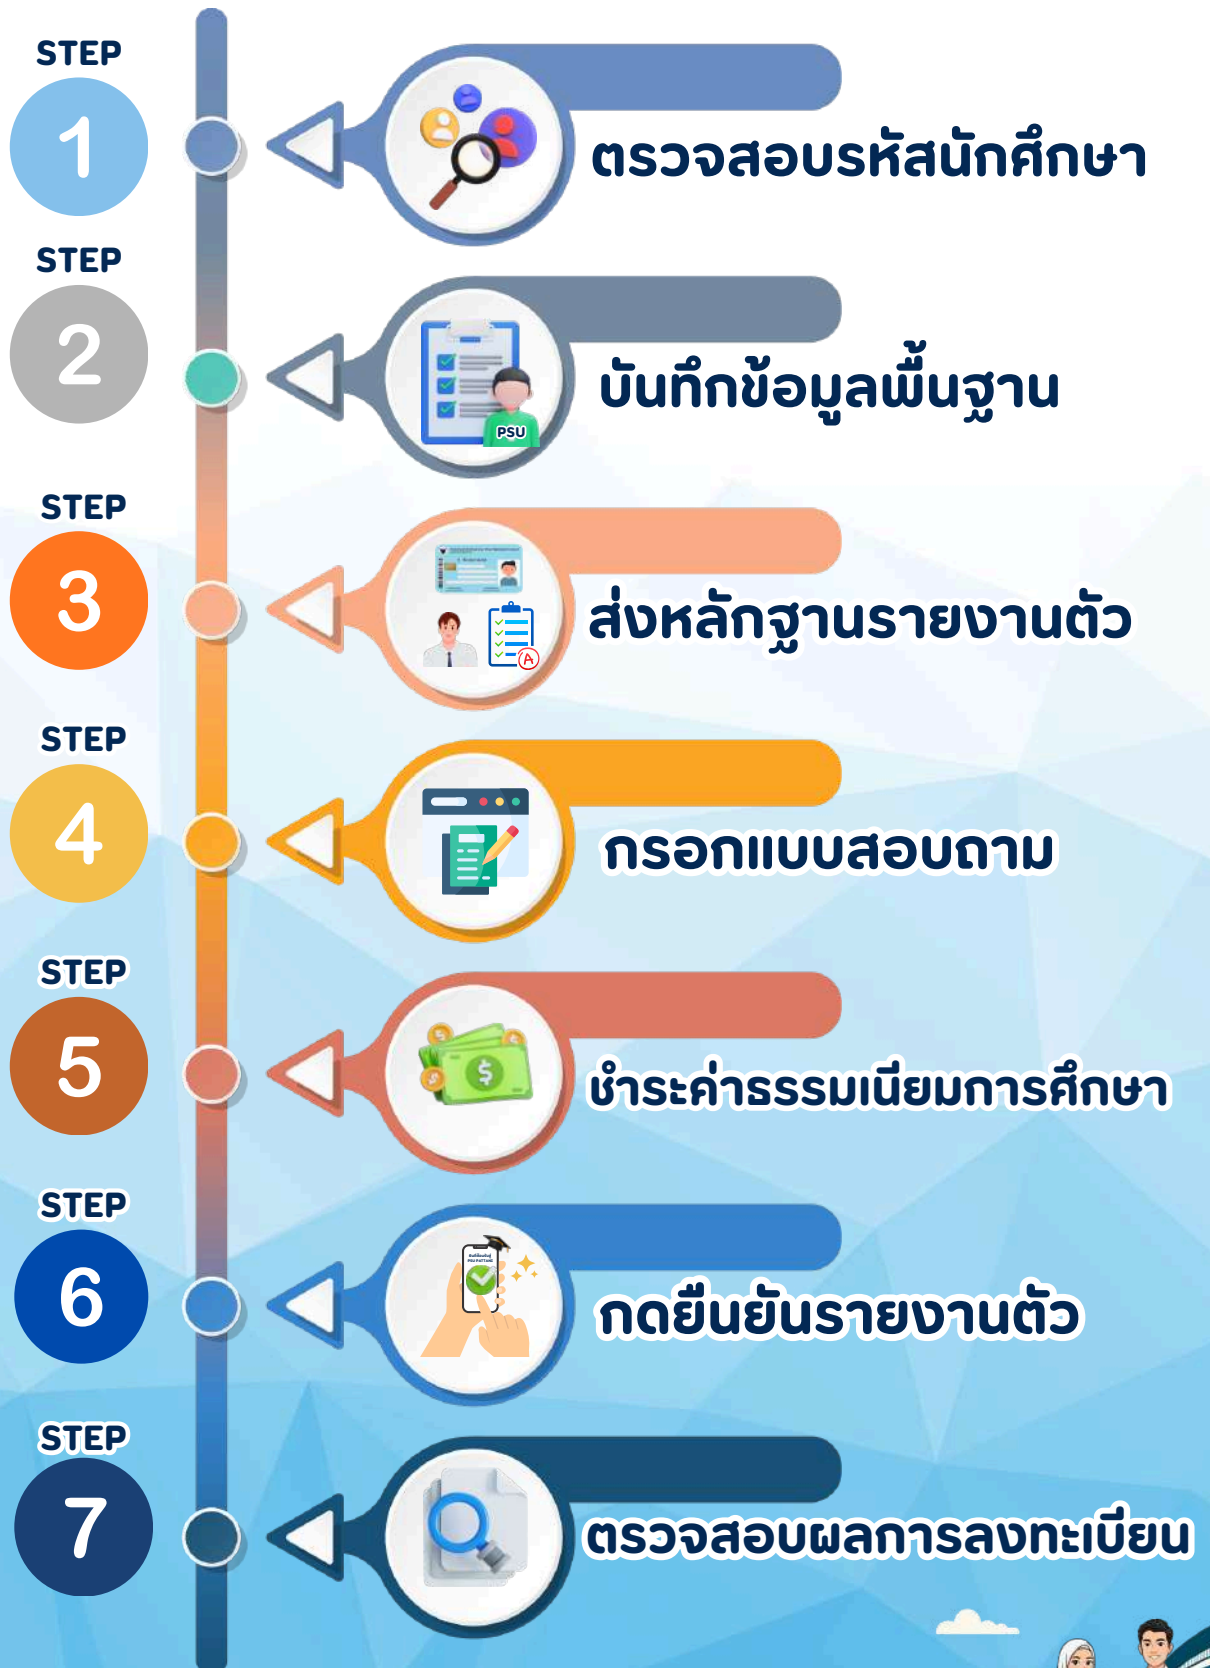 STEP
1
ตรวจสอบรหัสนักศึกษา
STEP
2
PSU
บันทึกข้อมูลพื้นฐาน
STEP
3
ส่งหลักฐานรายงานตัว
STEP
4
กรอกแบบสอบถาม
STEP
5
ชำระค่าธรรมเนียมการศึกษา
STEP
6
PSU PATTANI
กดยืนยันรายงานตัว
STEP
7
ตรวจสอบผลการลงทะเบียน